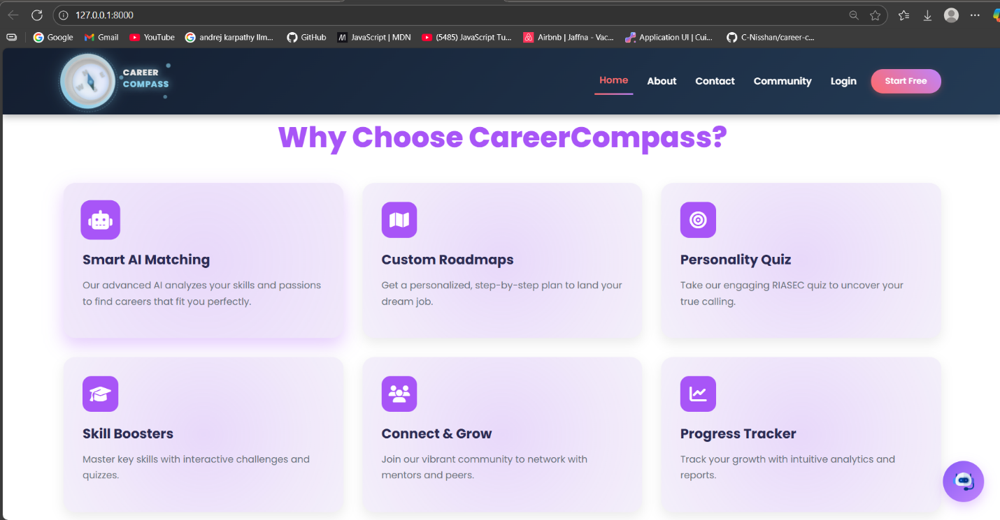 127.0.0.1:8000
Google
Gmail
YouTube
andrej karpathy llm...
GitHub
JavaScript | MDN
(5485) JavaScript Tu...
Airbnb | Jaffna - Vac...
Application UI | Cui...
C-Nisshan/career-c...
CAREER
COMPASS
Home
About
Contact
Community
Login
Start Free
Why Choose CareerCompass?
Smart AI Matching
Our advanced AI analyzes your skills and passions
to find careers that fit you perfectly.
Custom Roadmaps
Get a personalized, step-by-step plan to land your
dream job.
Personality Quiz
Take our engaging RIASEC quiz to uncover your
true calling.
Skill Boosters
Master key skills with interactive challenges and
quizzes.
Connect & Grow
Join our vibrant community to network with
mentors and peers.
Progress Tracker
Track your growth with intuitive analytics and
reports.